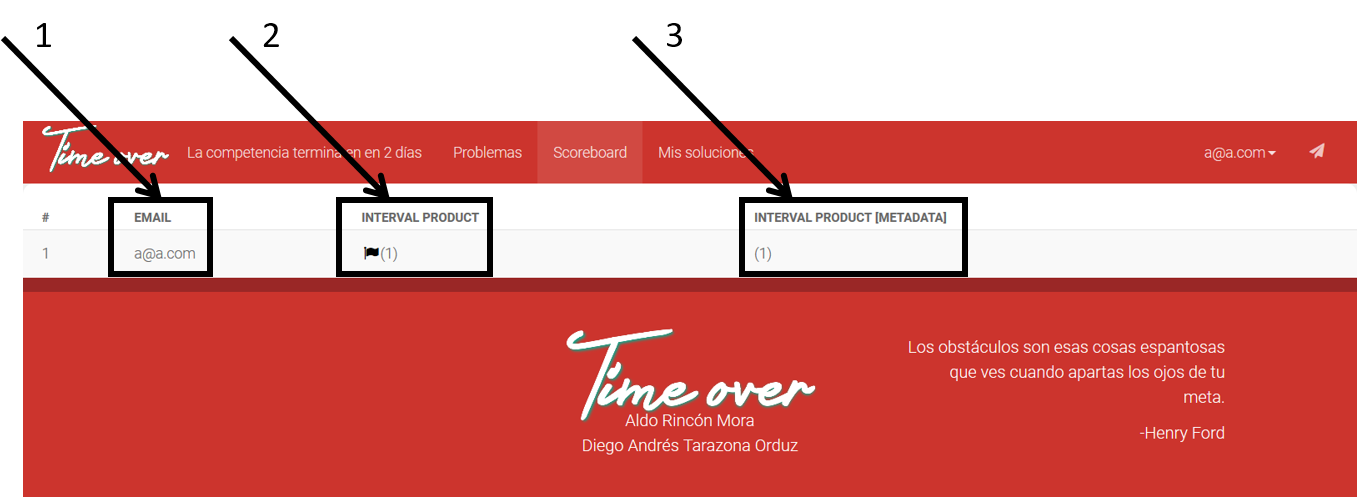 1 2 3
Time over La competencia termina en en 2 días Problemas Scoreboard Mis soluciones a@a.com
# EMAIL INTERVAL PRODUCT INTERVAL PRODUCT [METADATA]
1 a@a.com (1) (1)
Time over
Aldo Rincón Mora
Diego Andrés Tarazona Orduz
Los obstáculos son esas cosas espantosas
que ves cuando apartas los ojos de tu
meta.
-Henry Ford